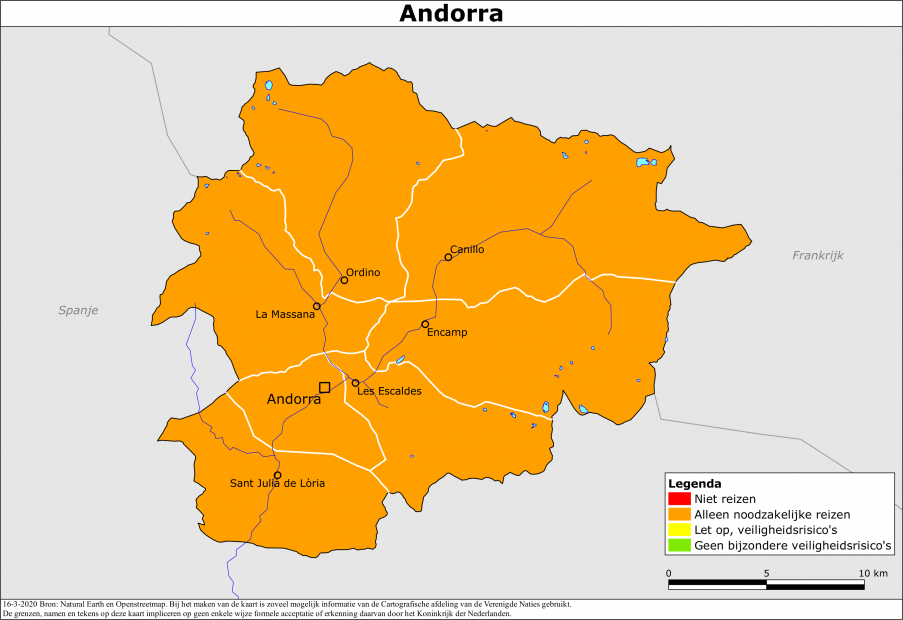 Andorra
Frankrijk
Spanje
Canillo
Ordino
La Massana
Encamp
Les Escaldes
Andorra
Sant Julià de Lòria
Legenda
Niet reizen
Alleen noodzakelijke reizen
Let op, veiligheidsrisico's
Geen bijzondere veiligheidsrisico's
0 5 10 km
16-3-2020 Bron: Natural Earth en Openstreetmap. Bij het maken van de kaart is zoveel mogelijk informatie van de Cartografische afdeling van de Verenigde Naties gebruikt.
De grenzen, namen en tekens op deze kaart impliceren op geen enkele wijze formele acceptatie of erkenning daarvan door het Koninkrijk der Nederlanden.